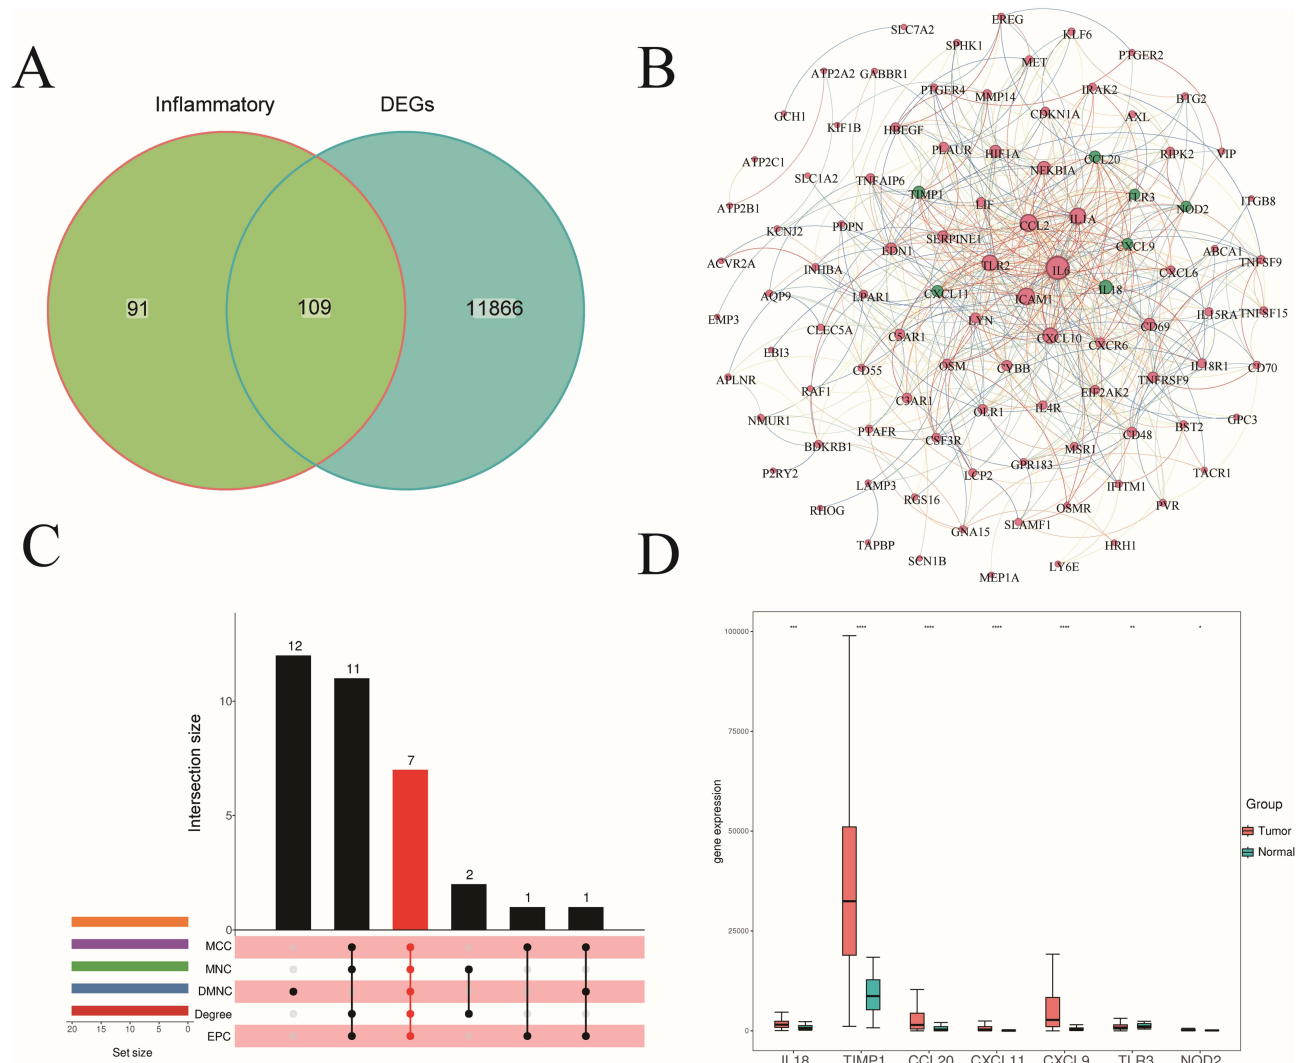 A
Inflammatory
DEGs
91
109
11866
B
EREG
SLC7A2
KLF6
SPHK1
PTGER2
MET
ATP2A2
GABBR1
PTGER4
MMP14
IRAK2
BTG2
GCH1
CDKN1A
AXL
KIF1B
HBEGF
PLAUR
HIF1A
CCL20
RIPK2
VIP
ATP2C1
NFKBIA
SLC1A2
TNFAIP6
TIMP1
TLR3
ITGB8
ATP2B1
LIF
NOD2
KCNJ2
PDPN
CCL2
IL1A
SERPINE1
EDN1
CXCL9
ABCA1
ACVR2A
INHBA
TLR2
IL6
CXCL6
TNFSF9
AQP9
LPAR1
CXCL11
ICAM1
IL18
EMP3
CLEC5A
LYN
IL15RA
TNFSF15
C5AR1
CXCL10
CXCR6
CD69
EBI3
CD55
OSM
CYBB
IL18R1
CD70
APLNR
RAF1
TNFRSF9
C3AR1
EIF2AK2
NMUR1
OLR1
IL4R
PTAFR
BST2
GPC3
BDKRB1
CSF3R
CD48
MSR1
P2RY2
LCP2
GPR183
TACR1
LAMP3
IFITM1
RGS16
RHOG
OSMR
PVR
SLAMF1
GNA15
TAPBP
HRH1
SCN1B
LY6E
MEP1A
C
12
11
7
2
1
1
10
5
0
Intersection size
MCC
MNC
DMNC
Degree
EPC
20
15
10
5
0
Set size
D
*** **** **** **** **** ** *
100000
75000
50000
25000
0
gene expression
IL18 TIMP1 CCL20 CXCL11 CXCL9 TLR3 NOD2
Group
Tumor
Normal